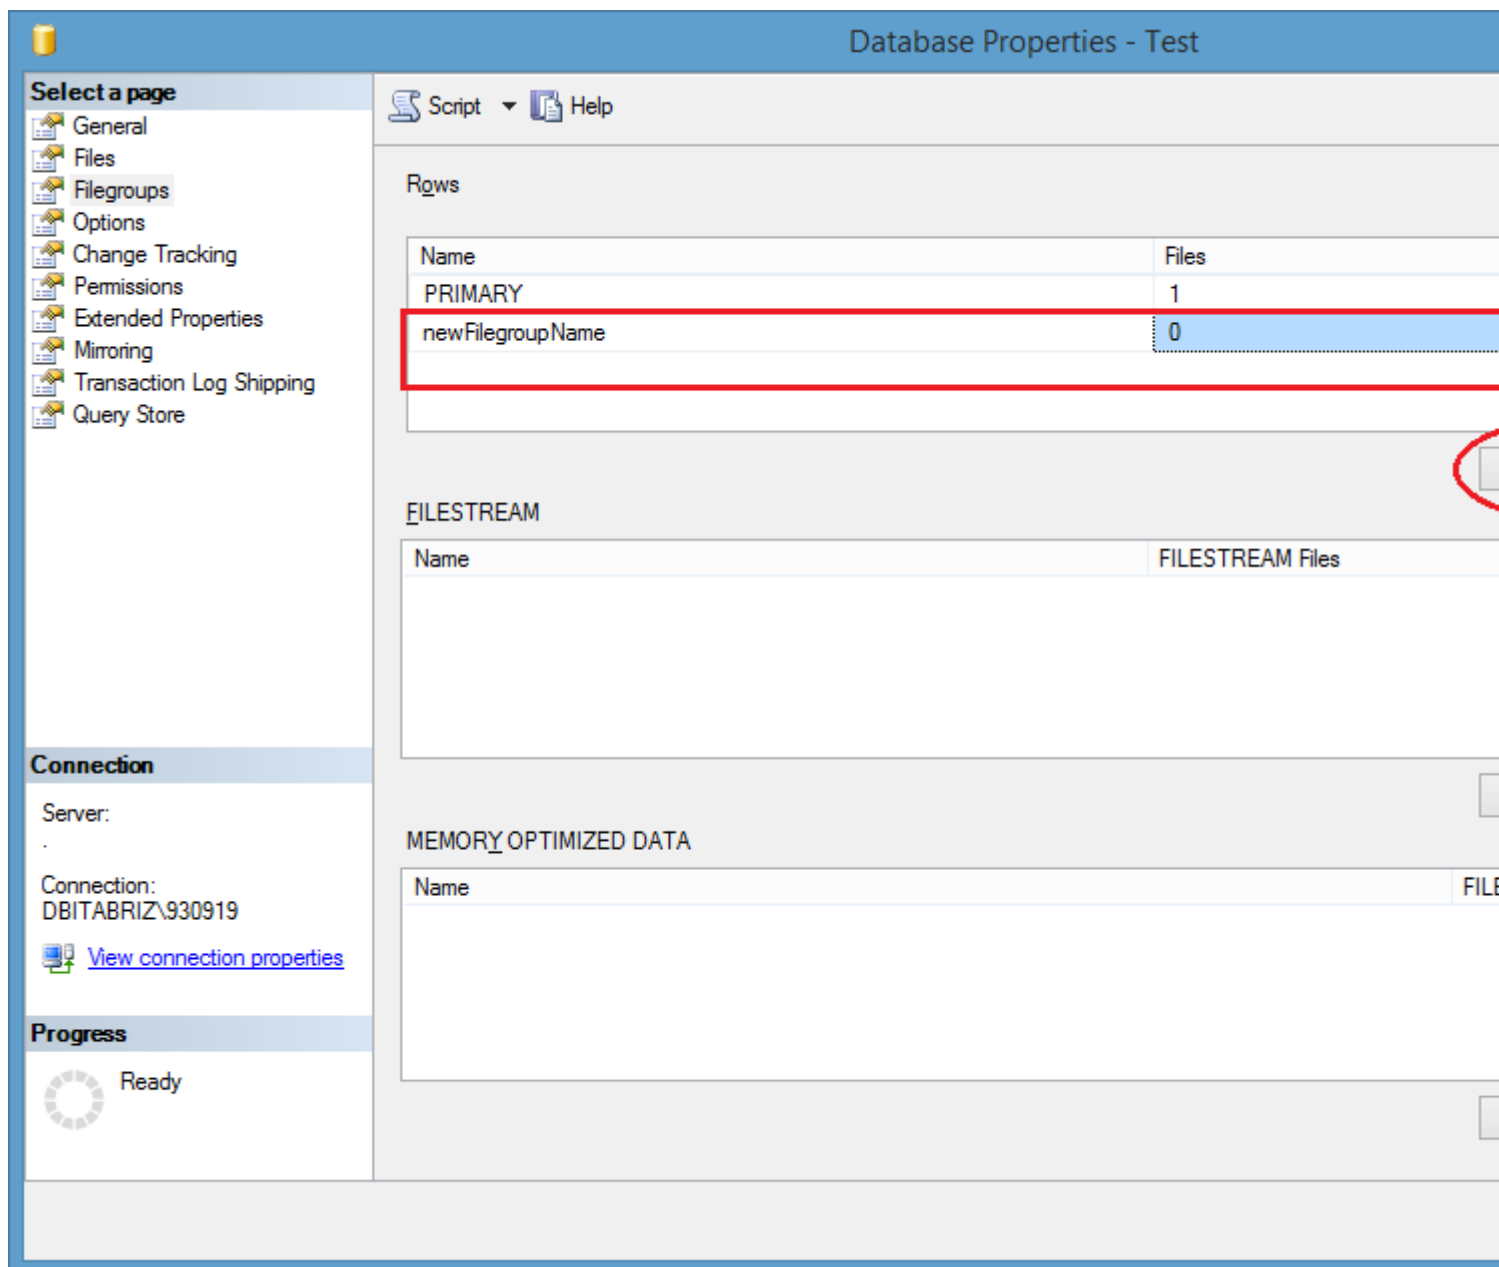 Database Properties - Test
Select a page
General
Files
Filegroups
Options
Change Tracking
Permissions
Extended Properties
Mirroring
Transaction Log Shipping
Query Store
Script Help
Rows
Name Files
PRIMARY 1
newFilegroupName 0
FILESTREAM
Name FILESTREAM Files
MEMORY OPTIMIZED DATA
Name
Connection
Server:
.
Connection:
DBITABRIZ\930919
View connection properties
Progress
Ready